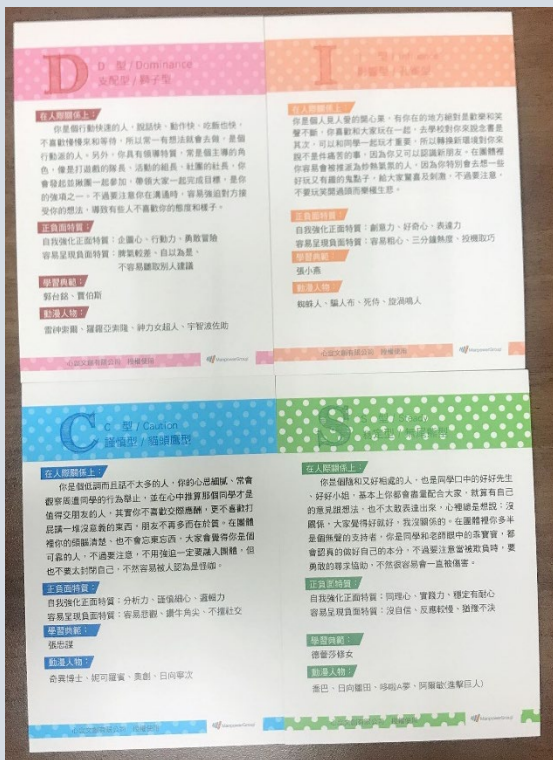 D
D 型 / Dominance
支配型 / 獅子型
在人際關係上：
你是個行動快速的人，說話快、動作快、吃飯也快，
不喜歡慢慢來和等待，所以常一有想法就會去做，是個
行動派的人。另外，你具有領導特質，常是個主導的角
色，像是打遊戲的隊長、活動的組長、社團的社長，你
會發起並揪團一起參加，帶領大家一起完成目標，是你
的強項之一。不過要注意你在溝通時，容易強迫對方接
受你的想法，導致有些人不喜歡你的態度和樣子。
正負面特質：
自我強化正面特質：企圖心、行動力、勇敢冒險
容易呈現負面特質：脾氣較差、自以為是、
不容易聽取別人建議
學習典範：
郭台銘、賈伯斯
動漫人物：
雷神索爾、羅羅亞索隆、神力女超人、宇智波佐助
心誼文創有限公司 授權使用
ManpowerGroup
I
在人際關係上：
你是個人見人愛的開心果，有你在的地方絕對是歡樂和笑
聲不斷，你喜歡和大家玩在一起，去學校對你來說念書是
其次，可以和同學一起玩才重要，所以轉換新環境對你來
說不是件痛苦的事，因為你又可以認識新朋友。在團體裡
你容易會被推派為炒熱氣氛的人，因為你特別會去想一些
好玩又有趣的鬼點子，給大家驚喜及刺激。不過要注意，
不要玩笑開過頭而樂極生悲。
正負面特質：
自我強化正面特質：創意力、好奇心、表達力
容易呈現負面特質：容易粗心、三分鐘熱度、投機取巧
學習典範：
張小燕
動漫人物：
蜘蛛人、騙人布、死侍、漩渦鳴人
ManpowerGroup
C
C 型 / Caution
謹慎型 / 貓頭鷹型
在人際關係上：
你是個低調而且話不太多的人，你的心思細膩，常會
觀察周遭同學的行為舉止，並在心中推算那個同學才是
值得交朋友的人。其實你不喜歡交際應酬，更不喜歡打
屁講一堆沒意義的東西，朋友不再多而在於質。在團體
裡你的頭腦清楚，也不會忘東忘西，大家會覺得你是個
可靠的人，不過要注意，不用強迫一定要融入團體，但
也不要太封閉自己，不然容易被人認為是怪咖。
正負面特質：
自我強化正面特質：分析力、謹慎細心、邏輯力
容易呈現負面特質：容易悲觀、鑽牛角尖、不擅社交
學習典範：
張忠謀
動漫人物：
奇異博士、妮可羅賓、奧創、日向寧次
ManpowerGroup
S
在人際關係上：
你是個隨和又好相處的人，也是同學口中的好好先生
、好好小姐，基本上你都會盡量配合大家，就算有自己
的意見跟想法，也不太敢表達出來，心裡總是想說：沒
關係，大家覺得好就好，我沒關係的。在團體裡你多半
是個無聲的支持者，你是同學和老師眼中的乖寶寶，都
會認真的做好自己的本分，不過要注意當被欺負時，要
勇敢的尋求協助，不然很容易會一直被傷害。
正負面特質：
自我強化正面特質：同理心、實踐力、穩定有耐心
容易呈現負面特質：沒自信、反應較慢、猶豫不決
學習典範：
德蕾莎修女
動漫人物：
喬巴、日向雛田、哆啦A夢、阿爾敏(進擊巨人)
ManpowerGroup